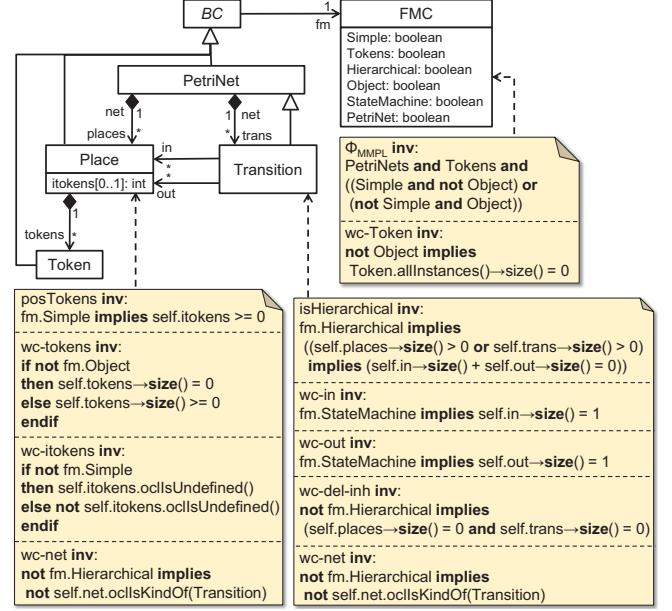 BC
1
fm
FMC
Simple: boolean
Tokens: boolean
Hierarchical: boolean
Object: boolean
StateMachine: boolean
PetriNet: boolean
PetriNet
net
1
places
*
1
net
*
trans
Place
itokens[0..1]: int
in
*
*
out
Transition
1
tokens
*
Token
ΦMMPL inv:
PetriNets and Tokens and
((Simple and not Object) or
(not Simple and Object))
wc-Token inv:
not Object implies
Token.allInstances()→size() = 0
posTokens inv:
fm.Simple implies self.itokens >= 0
wc-tokens inv:
if not fm.Object
then self.tokens→size() = 0
else self.tokens→size() >= 0
endif
wc-itokens inv:
if not fm.Simple
then self.itokens.oclIsUndefined()
else not self.itokens.oclIsUndefined()
endif
wc-net inv:
not fm.Hierarchical implies
not self.net.oclIsKindOf(Transition)
isHierarchical inv:
fm.Hierarchical implies
((self.places→size() > 0 or self.trans→size() > 0)
implies (self.in→size() + self.out→size() = 0))
wc-in inv:
fm.StateMachine implies self.in→size() = 1
wc-out inv:
fm.StateMachine implies self.out→size() = 1
wc-del-inh inv:
not fm.Hierarchical implies
(self.places→size() = 0 and self.trans→size() = 0)
wc-net inv:
not fm.Hierarchical implies
not self.net.oclIsKindOf(Transition)